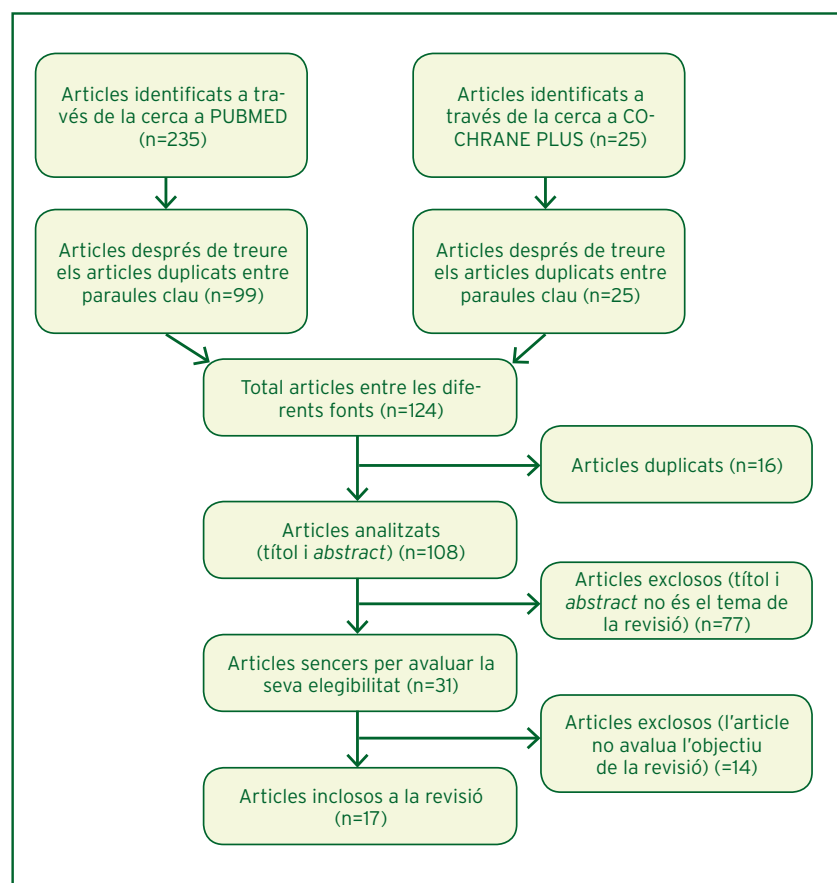 Articles identificats a tra-
vés de la cerca a PUBMED
(n=235)
Articles identificats a
través de la cerca a CO-
CHRANE PLUS (n=25)
Articles després de treure
els articles duplicats entre
paraules clau (n=99)
Articles després de treure
els articles duplicats entre
paraules clau (n=25)
Total articles entre les dife-
rents fonts (n=124)
Articles duplicats (n=16)
Articles analitzats
(títol i abstract) (n=108)
Articles exclosos (títol i
abstract no és el tema de
la revisió) (n=77)
Articles sencers per avaluar la
seva elegibilitat (n=31)
Articles exclosos (l'article
no avalua l'objectiu
de la revisió) (=14)
Articles inclosos a la revisió
(n=17)